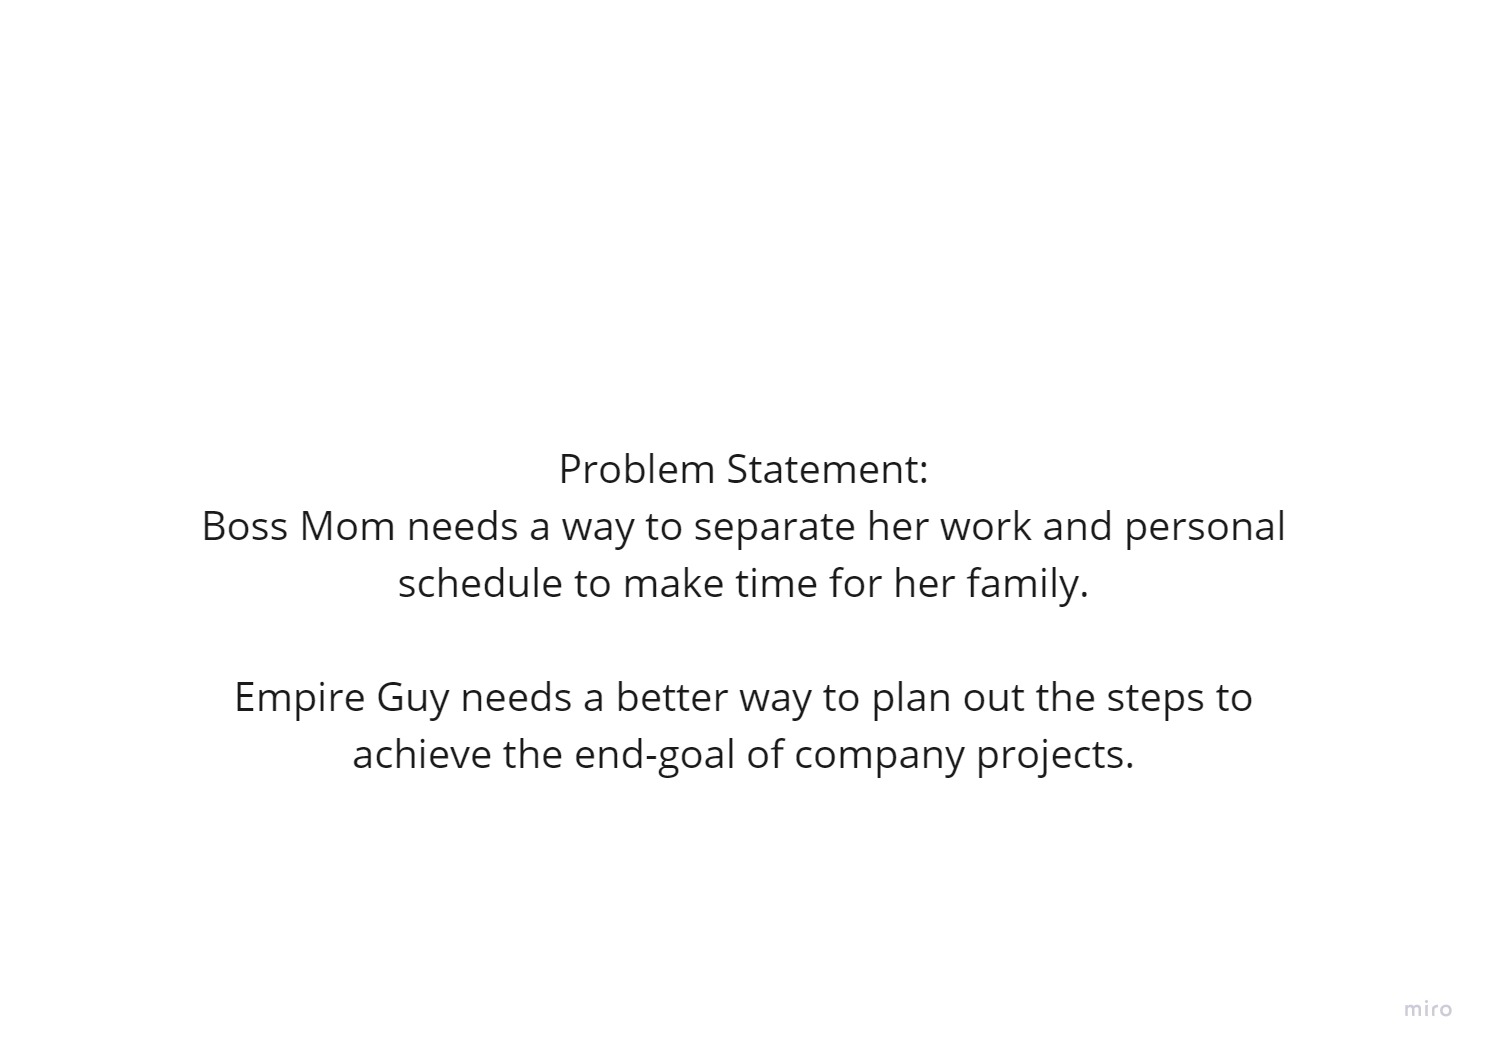 Problem Statement:
Boss Mom needs a way to separate her work and personal
schedule to make time for her family.
Empire Guy needs a better way to plan out the steps to
achieve the end-goal of company projects.
miro